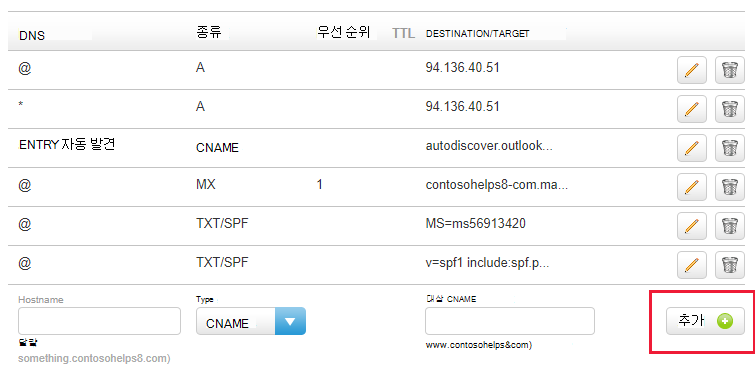 DNS 종류 우선 순위 TTL DESTINATION/TARGET
@ A 94.136.40.51
* A 94.136.40.51
ENTRY 자동 발견 CNAME autodiscover.outlook...
@ MX 1 contosohelps8-com.ma...
@ TXT/SPF MS=ms56913420
@ TXT/SPF v=spf1 include:spf.p...
Hostname Type 대상 CNAME
CNAME 추가
달랄 www.contosohelps&com)
something.contosohelps8.com)